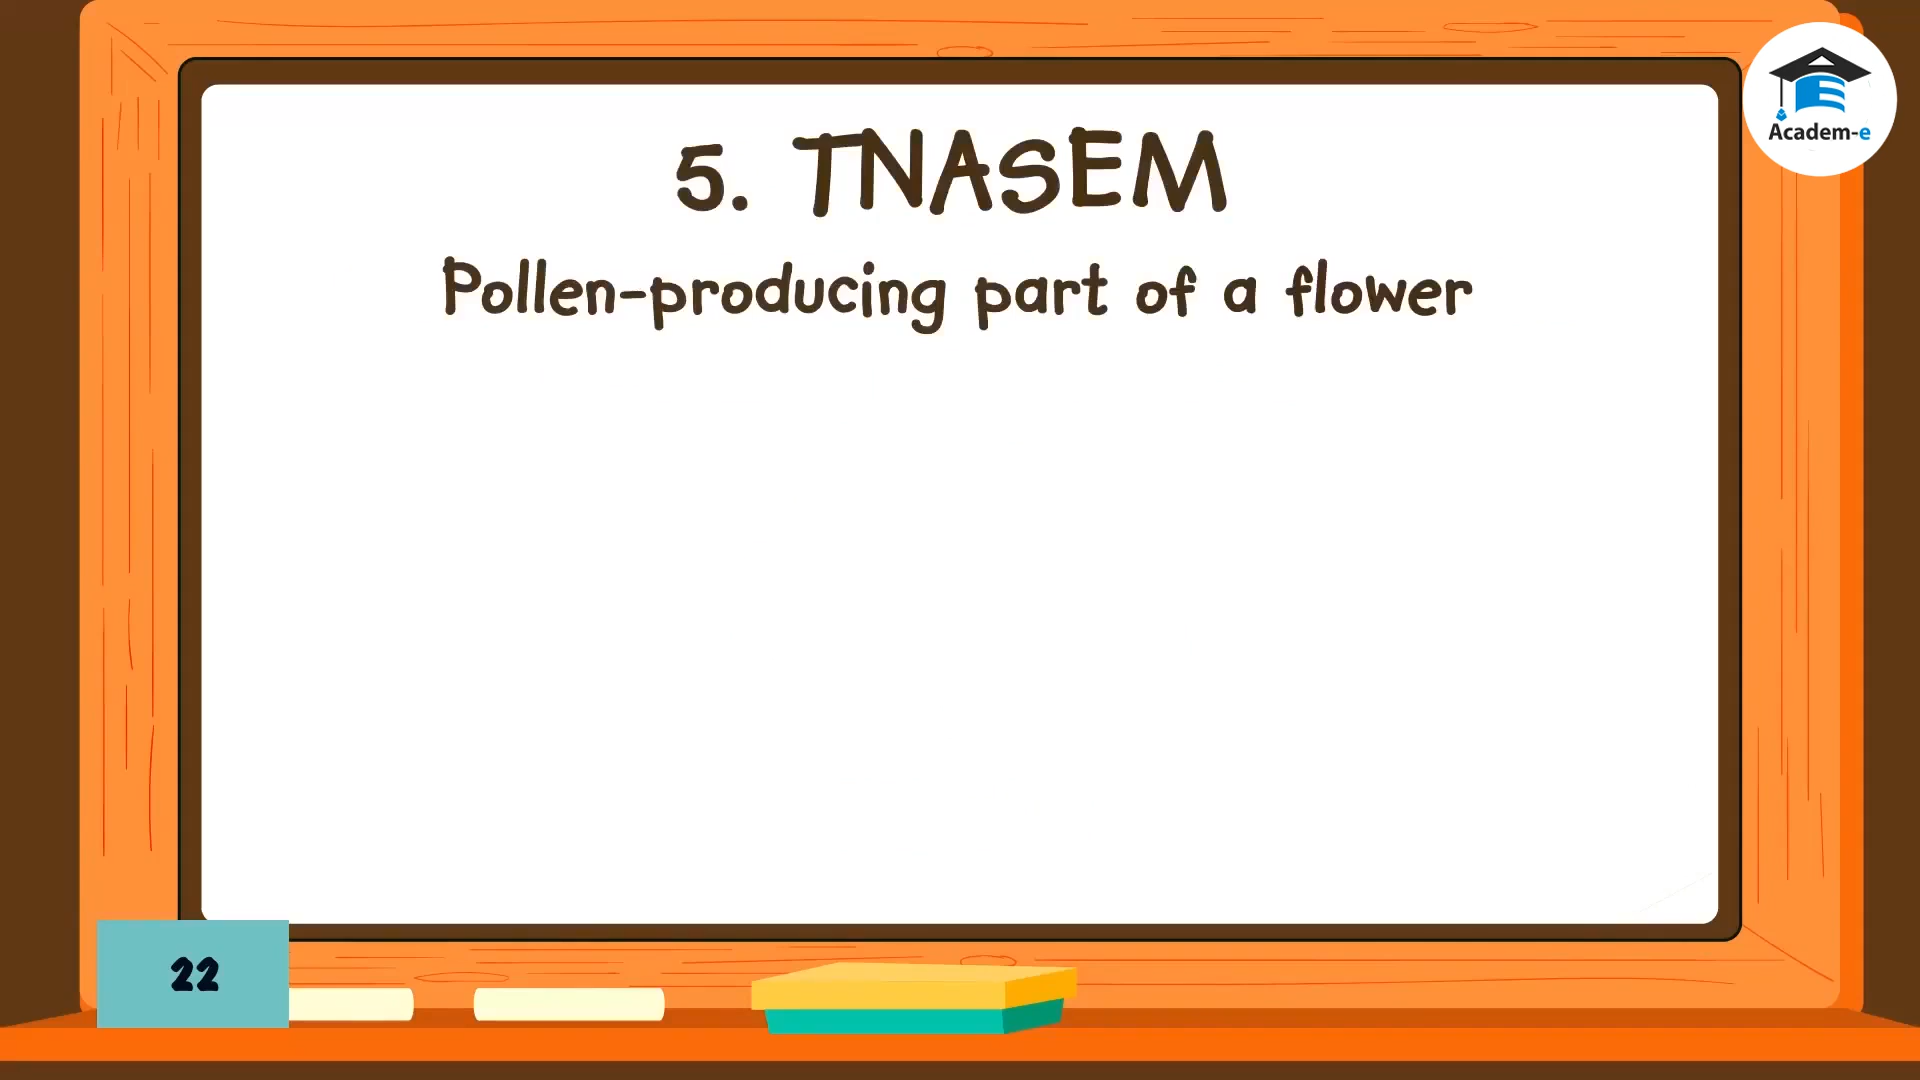 5. TNASEM
Pollen-producing part of a flower
Academ-e
22